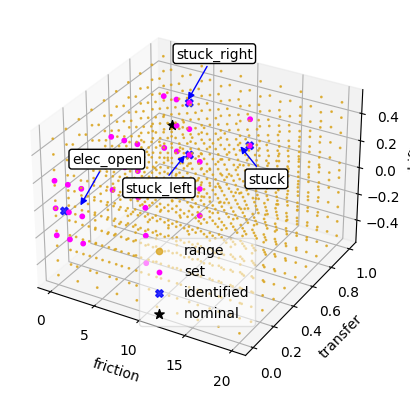 stuck_right
elec_open
stuck_left
stuck
range
set
identified
nominal
0.4
0.2
0.0
−0.2
−0.4
0
5
10
15
20
friction
0.0
0.2
0.4
0.6
0.8
1.0
transfer